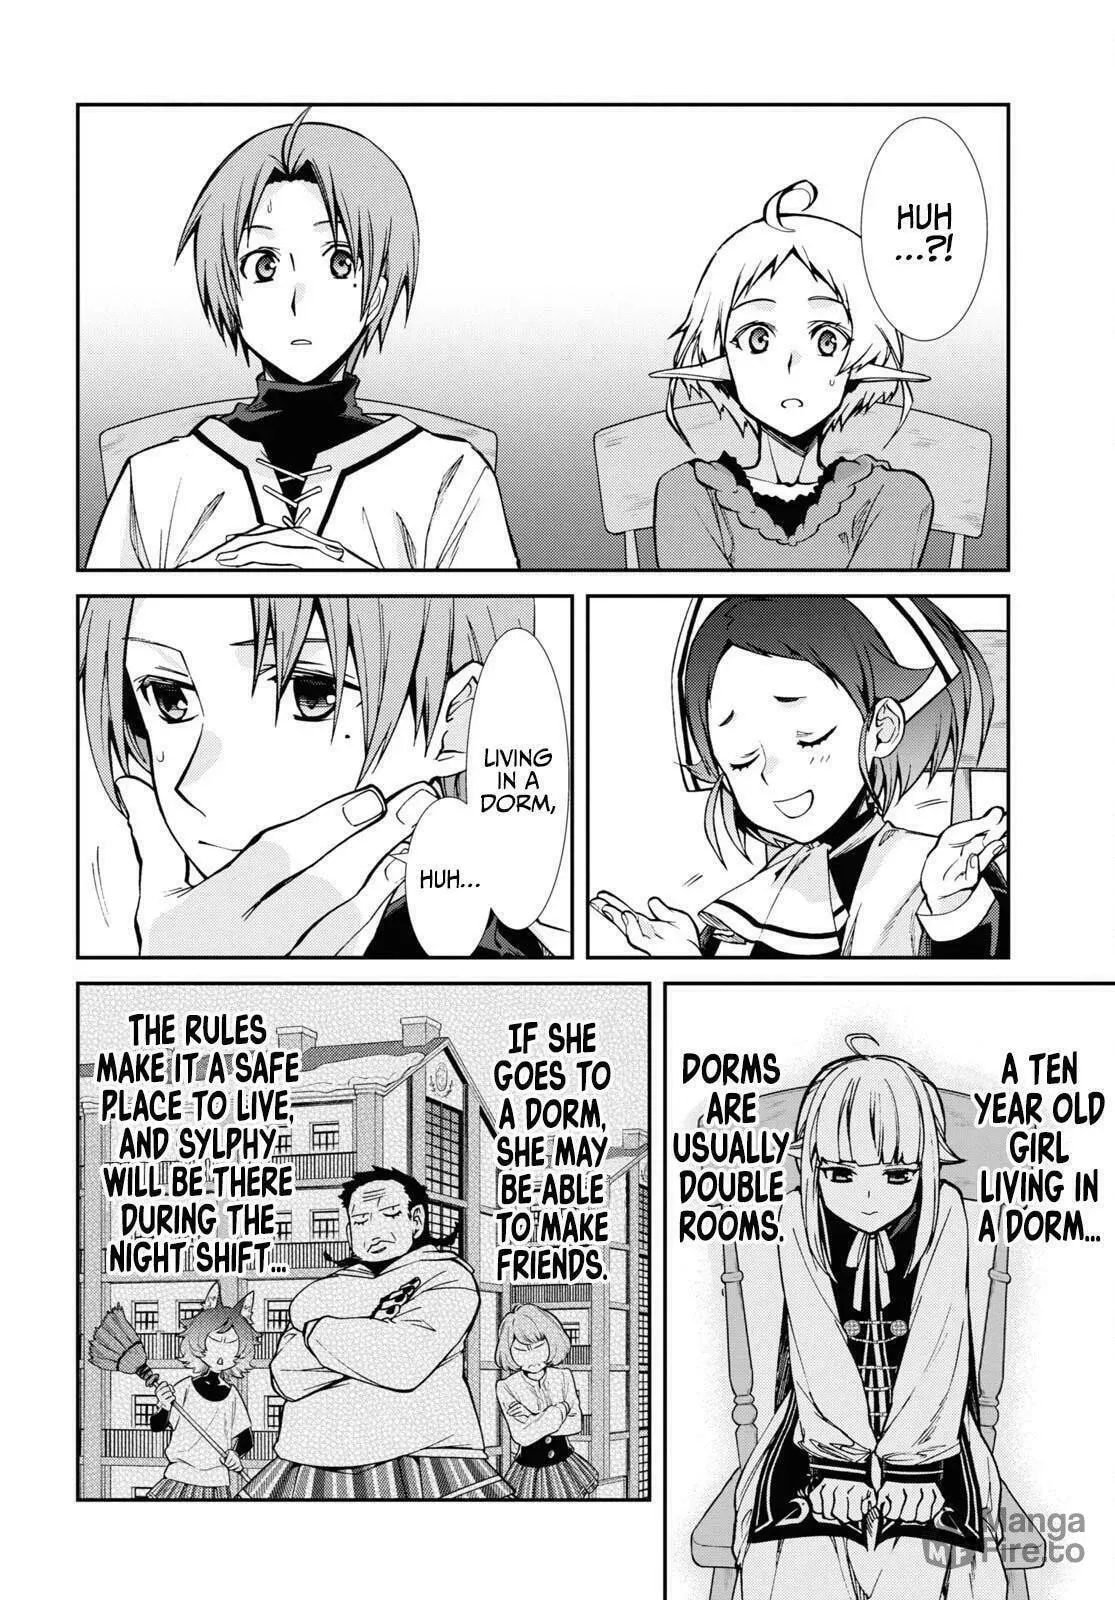 HUH
...?!
LIVING
IN A
DORM,
HUH...
A TEN
YEAR OLD
GIRL
LIVING IN
A DORM...
DORMS
ARE
USUALLY
DOUBLE
ROOMS.
IF SHE
GOES TO
A DORM,
SHE MAY
BE ABLE
TO MAKE
FRIENDS.
THE RULES
MAKE IT A SAFE
PLACE TO LIVE,
AND SYLPHY
WILL BE THERE
DURING THE
NIGHT SHIFT...
Manga
MF Fire.to